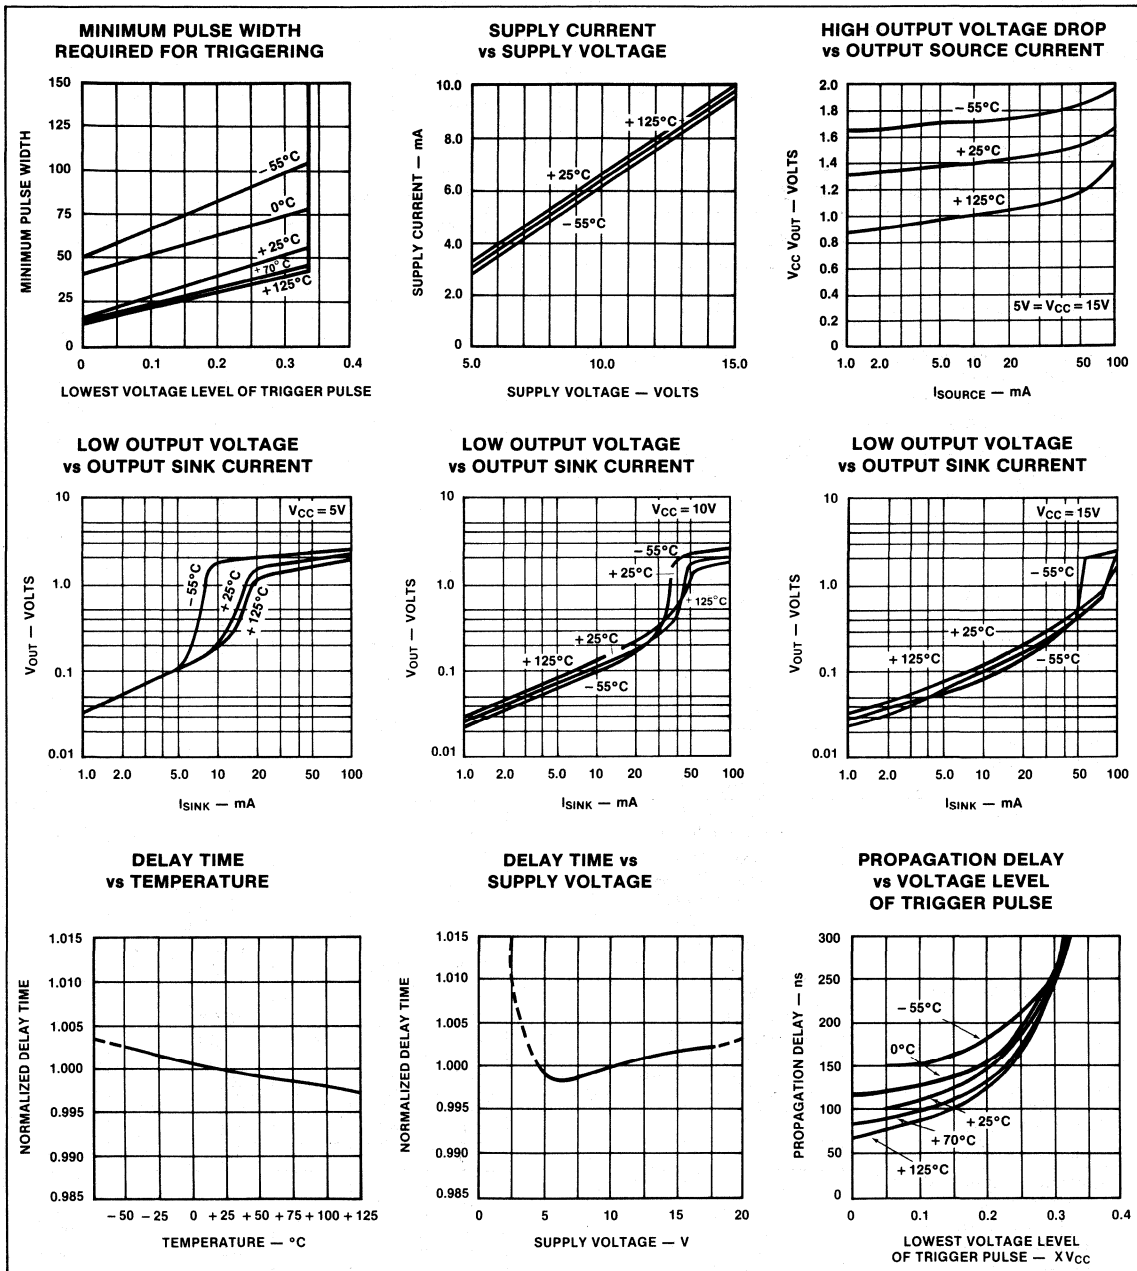 MINIMUM PULSE WIDTH
REQUIRED FOR TRIGGERING
150
125
100
75
50
25
0
MINIMUM PULSE WIDTH
−55°C
0°C
+25°C
+70°C
+125°C
0 0.1 0.2 0.3 0.4
LOWEST VOLTAGE LEVEL OF TRIGGER PULSE
SUPPLY CURRENT
vs SUPPLY VOLTAGE
10.0
8.0
6.0
4.0
2.0
0
SUPPLY CURRENT — mA
+125°C
+25°C
−55°C
5.0 10.0 15.0
SUPPLY VOLTAGE — VOLTS
HIGH OUTPUT VOLTAGE DROP
vs OUTPUT SOURCE CURRENT
2.0
1.8
1.6
1.4
1.2
1.0
0.8
0.6
0.4
0.2
0
VCC VOUT — VOLTS
−55°C
+25°C
+125°C
5V=VCC=15V
1.0 2.0 5.0 10 20 50 100
ISOURCE — mA
LOW OUTPUT VOLTAGE
vs OUTPUT SINK CURRENT
10
1.0
0.1
0.01
VOUT — VOLTS
VCC=5V
−55°C
+25°C
+125°C
1.0 2.0 5.0 10 20 50 100
ISINK — mA
LOW OUTPUT VOLTAGE
vs OUTPUT SINK CURRENT
10
1.0
0.1
0.01
VOUT — VOLTS
VCC=10V
−55°C
+25°C
+125°C
+25°C
+125°C
−55°C
1.0 2.0 5.0 10 20 50 100
ISINK — mA
LOW OUTPUT VOLTAGE
vs OUTPUT SINK CURRENT
10
1.0
0.1
0.01
VOUT — VOLTS
VCC=15V
−55°C
+25°C
+125°C
−55°C
1.0 2.0 5.0 10 20 50 100
ISINK — mA
DELAY TIME
vs TEMPERATURE
1.015
1.010
1.005
1.000
0.995
0.990
0.985
NORMALIZED DELAY TIME
−50 −25 0 +25 +50 +75 +100 +125
TEMPERATURE — °C
DELAY TIME vs
SUPPLY VOLTAGE
1.015
1.010
1.005
1.000
0.995
0.990
0.985
NORMALIZED DELAY TIME
0 5 10 15 20
SUPPLY VOLTAGE — V
PROPAGATION DELAY
vs VOLTAGE LEVEL
OF TRIGGER PULSE
300
250
200
150
100
50
0
PROPAGATION DELAY — ns
−55°C
0°C
+25°C
+70°C
+125°C
0 0.1 0.2 0.3 0.4
LOWEST VOLTAGE LEVEL
OF TRIGGER PULSE — XVCC